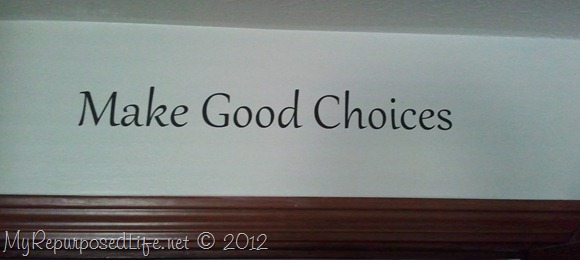 Make Good Choices
MyRepurposedLife.net © 2012